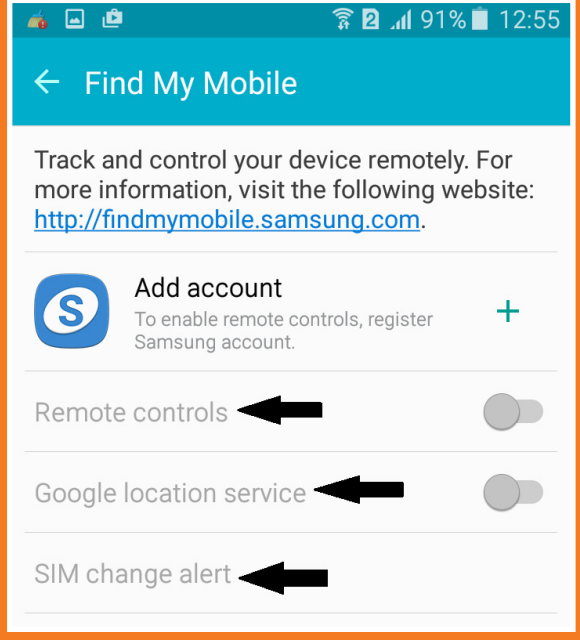 2 91% 12:55
Find My Mobile
Track and control your device remotely. For
more information, visit the following website:
http://findmymobile.samsung.com.
S
Add account
To enable remote controls, register
Samsung account.
Remote controls
Google location service
SIM change alert